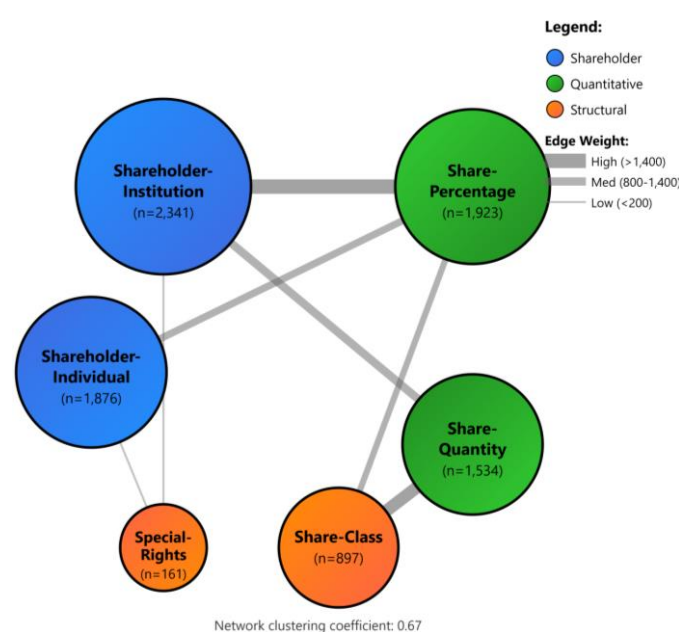 Legend:
Shareholder
Quantitative
Structural
Edge Weight:
High (>1,400)
Med (800-1,400)
Low (<200)
Shareholder-
Institution
(n=2,341)
Share-
Percentage
(n=1,923)
Shareholder-
Individual
(n=1,876)
Share-
Quantity
(n=1,534)
Special-
Rights
(n=161)
Share-Class
(n=897)
Network clustering coefficient: 0.67